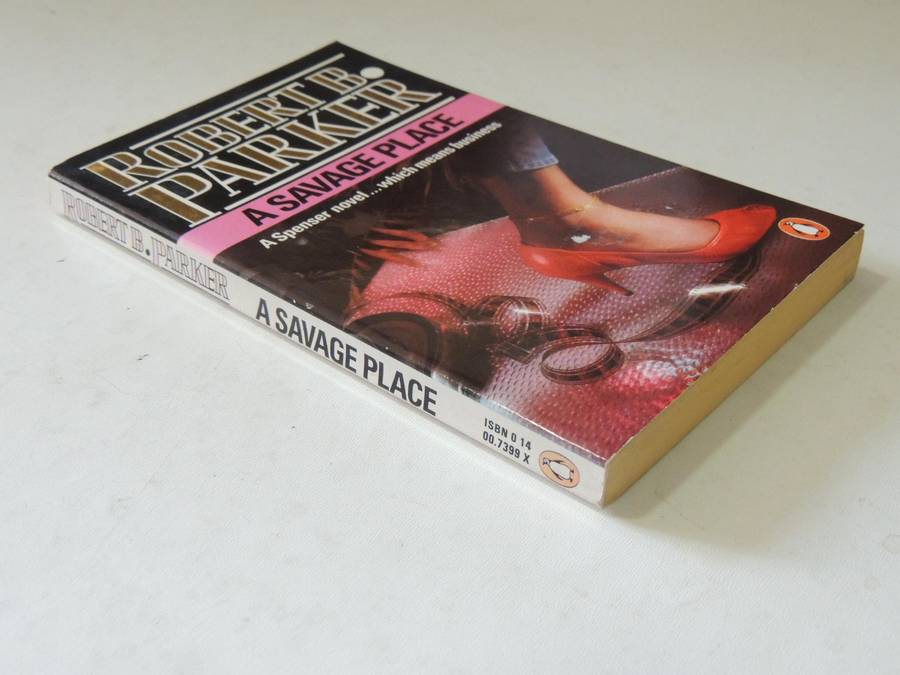 ROBERT B.
PARKER
A SAVAGE PLACE
A Spenser novel...which means business
ROBERT B. PARKER
A SAVAGE PLACE
ISBN 0 14
00.7399 X